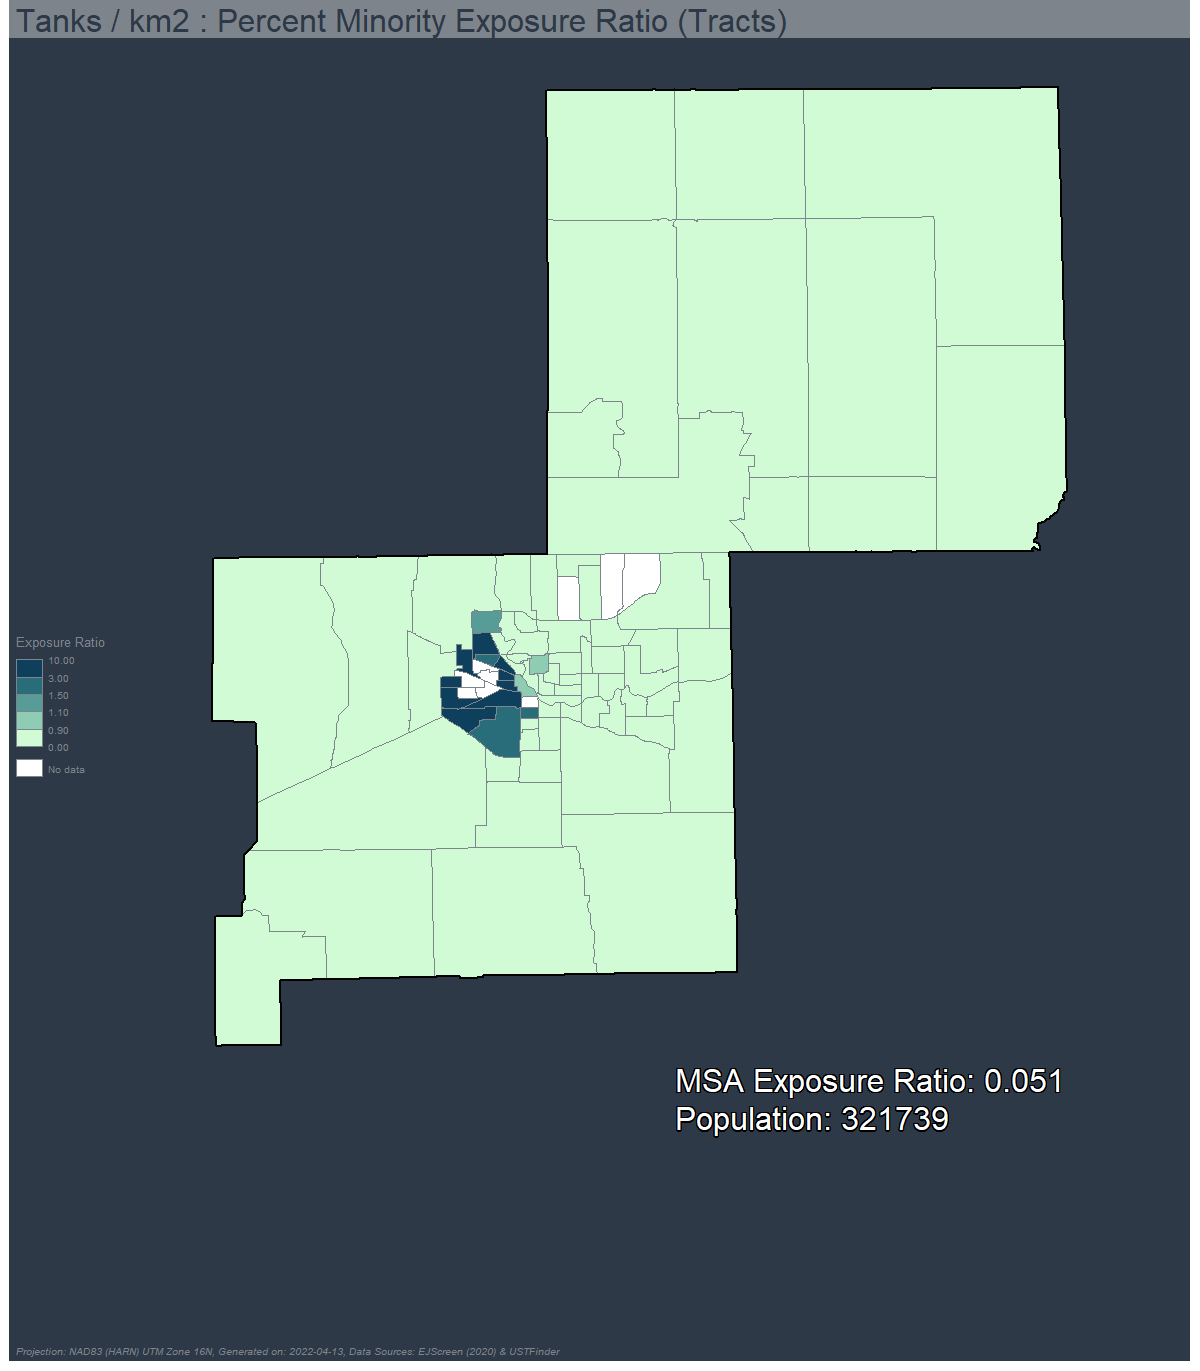 Tanks / km2 : Percent Minority Exposure Ratio (Tracts)
Exposure Ratio
10.00
3.00
1.50
1.10
0.90
0.00
No data
MSA Exposure Ratio: 0.051
Population: 321739
Projection: NAD83 (HARN) UTM Zone 16N, Generated on: 2022-04-13, Data Sources: EJScreen (2020) & USTFinder